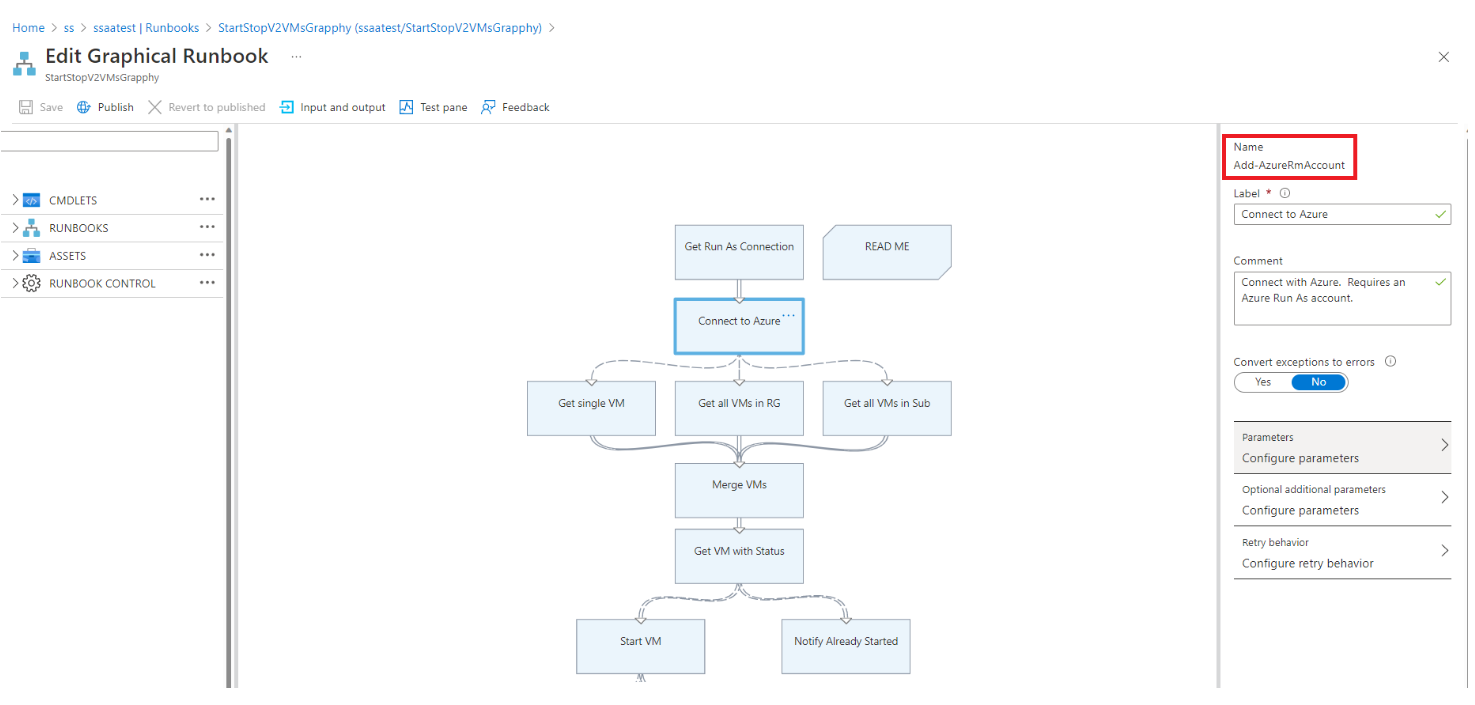 Home > ss > ssaatest | Runbooks > StartStopV2VMsGrapphy (ssaatest/StartStopV2VMsGrapphy) >
Edit Graphical Runbook ...
StartStopV2VMsGrapphy
Save Publish Revert to published Input and output Test pane Feedback
CMDLETS
RUNBOOKS
ASSETS
RUNBOOK CONTROL
Get Run As Connection
READ ME
Connect to Azure
Get single VM
Get all VMs in RG
Get all VMs in Sub
Merge VMs
Get VM with Status
Start VM
Notify Already Started
Name
Add-AzureRmAccount
Label *
Connect to Azure
Comment
Connect with Azure. Requires an
Azure Run As account.
Convert exceptions to errors
Yes No
Parameters
Configure parameters
Optional additional parameters
Configure parameters
Retry behavior
Configure retry behavior